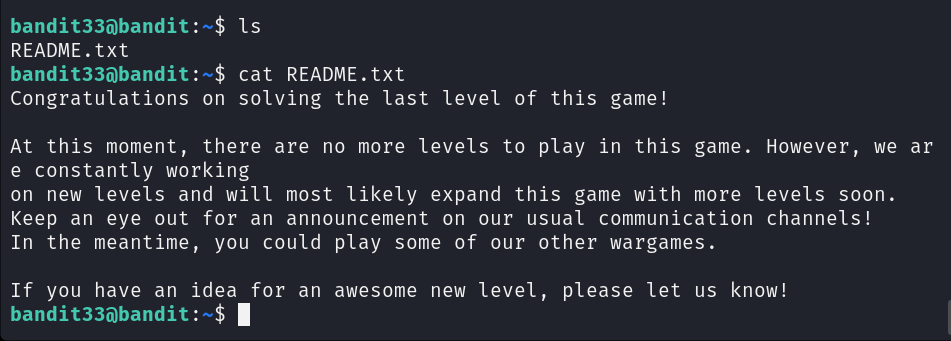 bandit33@bandit:~$ ls
README.txt
bandit33@bandit:~$ cat README.txt
Congratulations on solving the last level of this game!

At this moment, there are no more levels to play in this game. However, we ar
e constantly working
on new levels and will most likely expand this game with more levels soon.
Keep an eye out for an announcement on our usual communication channels!
In the meantime, you could play some of our other wargames.

If you have an idea for an awesome new level, please let us know!
bandit33@bandit:~$